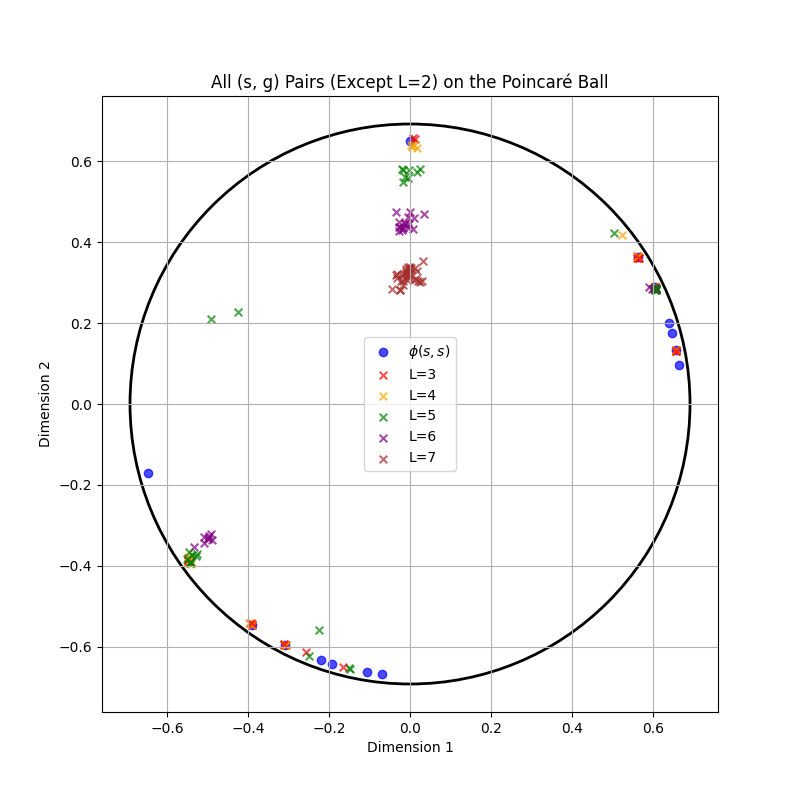 All (s, g) Pairs (Except L=2) on the Poincaré Ball
Dimension 2
0.6
0.4
0.2
0.0
−0.2
−0.4
−0.6
ϕ(s, s)
L=3
L=4
L=5
L=6
L=7
−0.6 −0.4 −0.2 0.0 0.2 0.4 0.6
Dimension 1